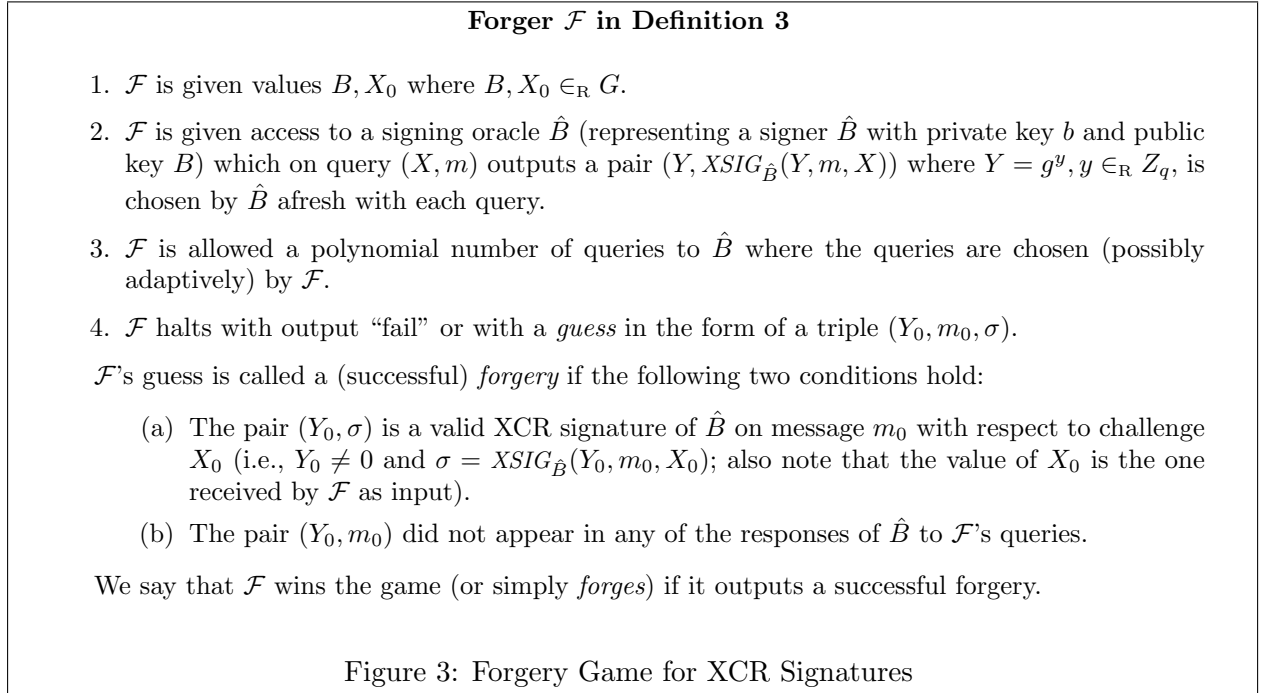 Forger 𝓕 in Definition 3
1. 𝓕 is given values B, X₀ where B, X₀ ∈_R G.
2. 𝓕 is given access to a signing oracle B̂ (representing a signer B̂ with private key b and public
key B) which on query (X, m) outputs a pair (Y, XSIG_B̂(Y, m, X)) where Y = g^y, y ∈_R Z_q, is
chosen by B̂ afresh with each query.
3. 𝓕 is allowed a polynomial number of queries to B̂ where the queries are chosen (possibly
adaptively) by 𝓕.
4. 𝓕 halts with output “fail” or with a guess in the form of a triple (Y₀, m₀, σ).
𝓕’s guess is called a (successful) forgery if the following two conditions hold:
(a) The pair (Y₀, σ) is a valid XCR signature of B̂ on message m₀ with respect to challenge
X₀ (i.e., Y₀ ≠ 0 and σ = XSIG_B̂(Y₀, m₀, X₀); also note that the value of X₀ is the one
received by 𝓕 as input).
(b) The pair (Y₀, m₀) did not appear in any of the responses of B̂ to 𝓕’s queries.
We say that 𝓕 wins the game (or simply forges) if it outputs a successful forgery.
Figure 3: Forgery Game for XCR Signatures